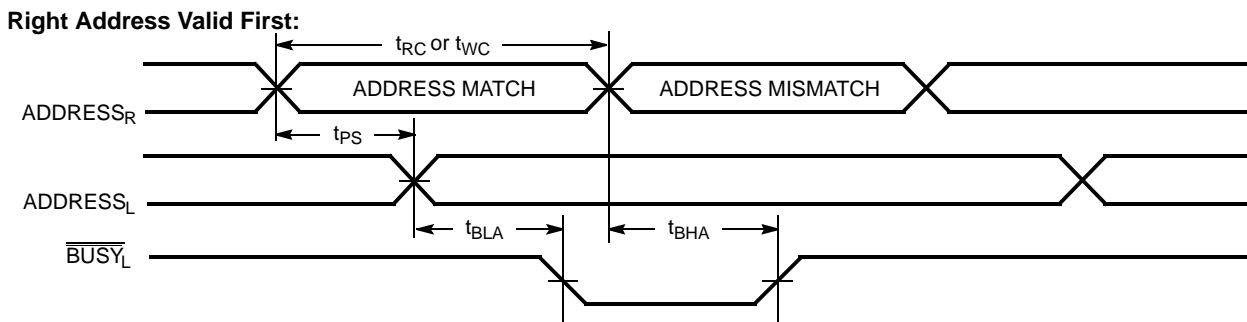 Right Address Valid First:
tRC or tWC
ADDRESS MATCH
ADDRESS MISMATCH
ADDRESSR
tPS
ADDRESSL
tBLA
tBHA
BUSYL